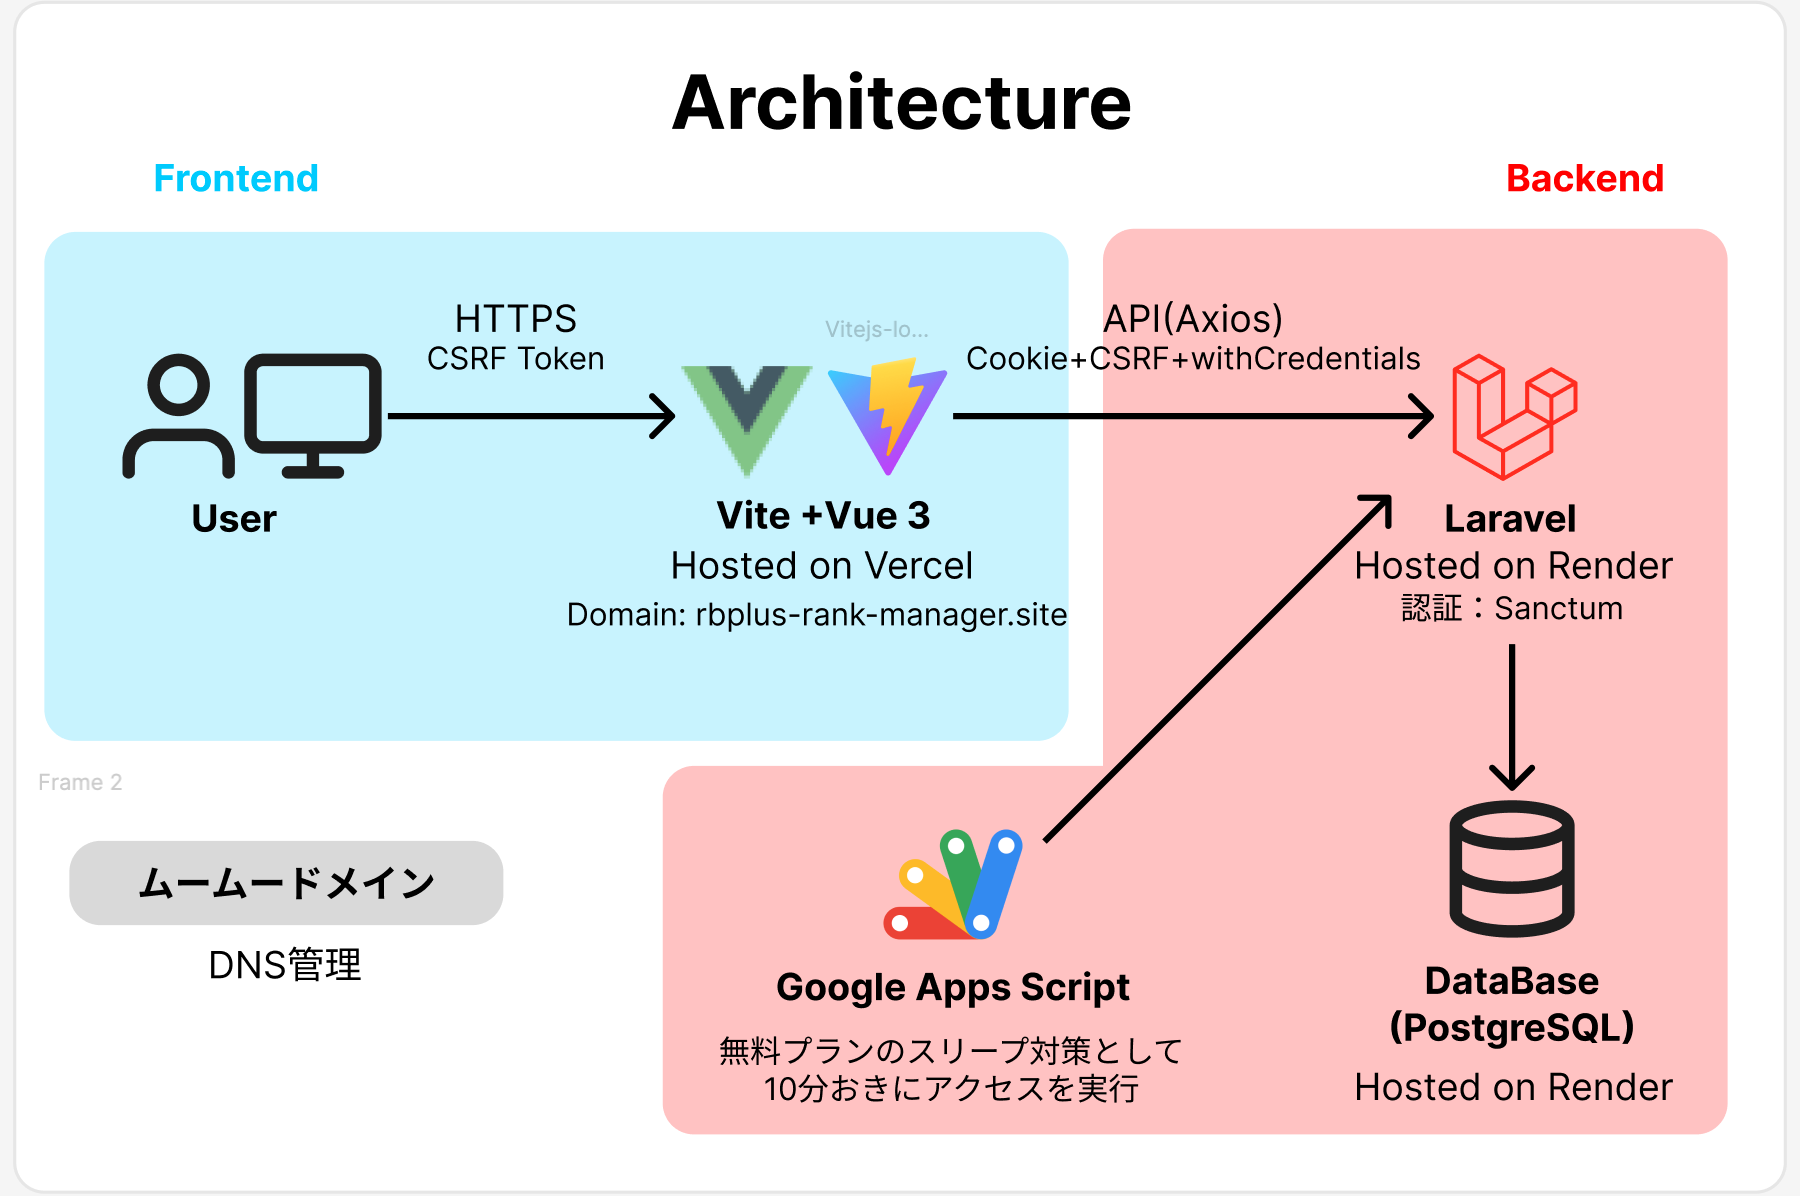 Architecture
Frontend
Backend
HTTPS
CSRF Token
Vitejs-lo...
API(Axios)
Cookie+CSRF+withCredentials
User
Vite +Vue 3
Hosted on Vercel
Domain: rbplus-rank-manager.site
Laravel
Hosted on Render
認証：Sanctum
Frame 2
ムームードメイン
DNS管理
Google Apps Script
無料プランのスリープ対策として
10分おきにアクセスを実行
DataBase
(PostgreSQL)
Hosted on Render